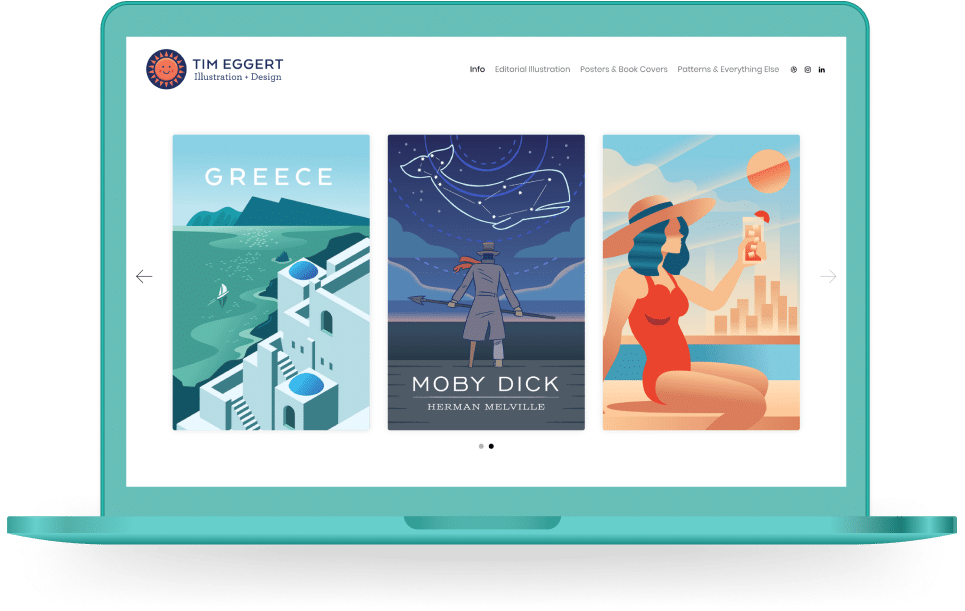 TIM EGGERT
Illustration + Design
Info Editorial Illustration Posters & Book Covers Patterns & Everything Else
GREECE
MOBY DICK
HERMAN MELVILLE